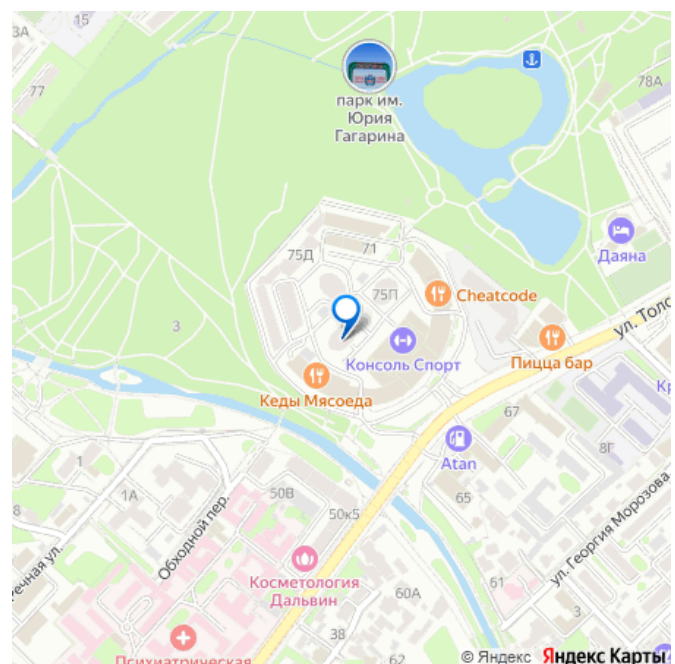 3А
15
77
парк им.
Юрия
Гагарина
78А
Даяна
75Д
71
75П
Cheatcode
ул. Толс
3
Консоль Спорт
Пицца бар
Кеды Мясоеда
Кр
67
Atan
8Г
1
50В
65
1А
8
50к5
Обходной пер.
ул. Георгия Морозова
ечная ул.
Косметология
Дальвин
61
60А
3
38
62
Психиатрическая
© Яндекс Яндекс Карты